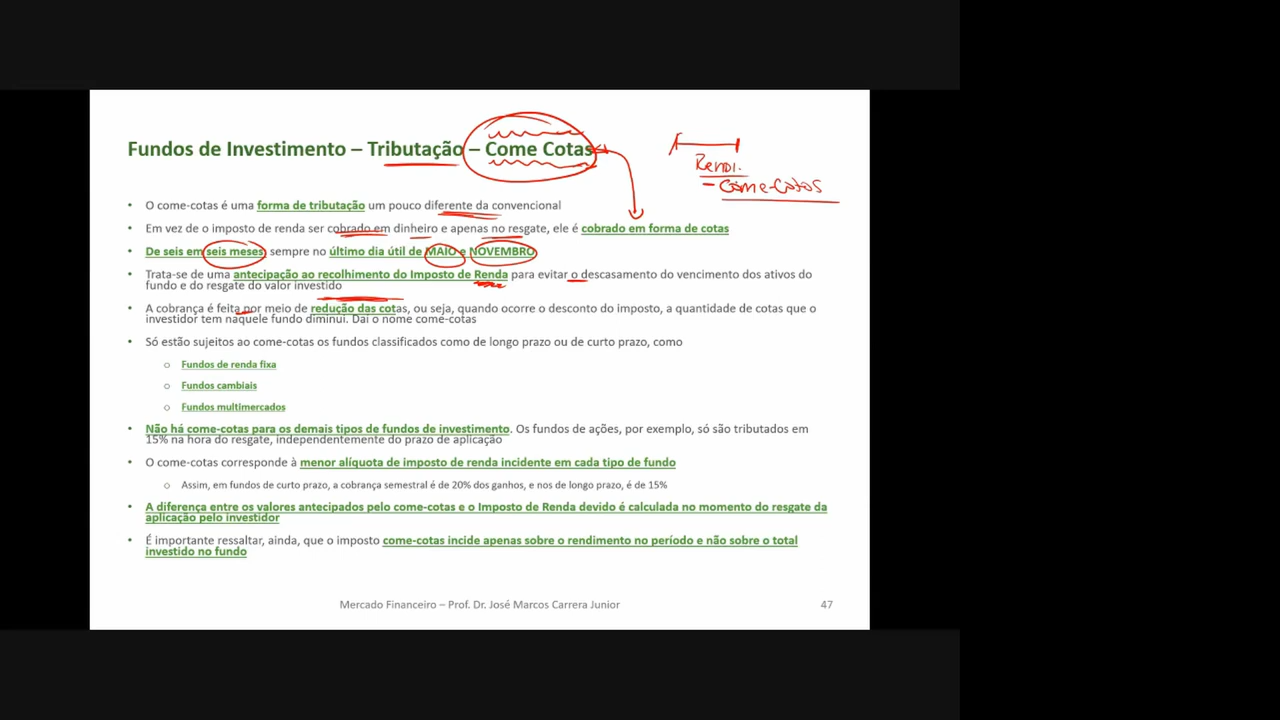 Fundos de Investimento – Tributação – Come Cotas
Rendi.
- Come-Cotas
• O come-cotas é uma forma de tributação um pouco diferente da convencional
• Em vez de o imposto de renda ser cobrado em dinheiro e apenas no resgate, ele é cobrado em forma de cotas
• De seis em seis meses, sempre no último dia útil de MAIO e NOVEMBRO
• Trata-se de uma antecipação ao recolhimento do Imposto de Renda para evitar o descasamento do vencimento dos ativos do
fundo e do resgate do valor investido
• A cobrança é feita por meio de redução das cotas, ou seja, quando ocorre o desconto do imposto, a quantidade de cotas que o
investidor tem naquele fundo diminui. Daí o nome come-cotas
• Só estão sujeitos ao come-cotas os fundos classificados como de longo prazo ou de curto prazo, como
o Fundos de renda fixa
o Fundos cambiais
o Fundos multimercados
• Não há come-cotas para os demais tipos de fundos de investimento. Os fundos de ações, por exemplo, só são tributados em
15% na hora do resgate, independentemente do prazo de aplicação
• O come-cotas corresponde à menor alíquota de imposto de renda incidente em cada tipo de fundo
o Assim, em fundos de curto prazo, a cobrança semestral é de 20% dos ganhos, e nos de longo prazo, é de 15%
• A diferença entre os valores antecipados pelo come-cotas e o Imposto de Renda devido é calculada no momento do resgate da
aplicação pelo investidor
• É importante ressaltar, ainda, que o imposto come-cotas incide apenas sobre o rendimento no período e não sobre o total
investido no fundo
Mercado Financeiro – Prof. Dr. José Marcos Carrera Junior
47